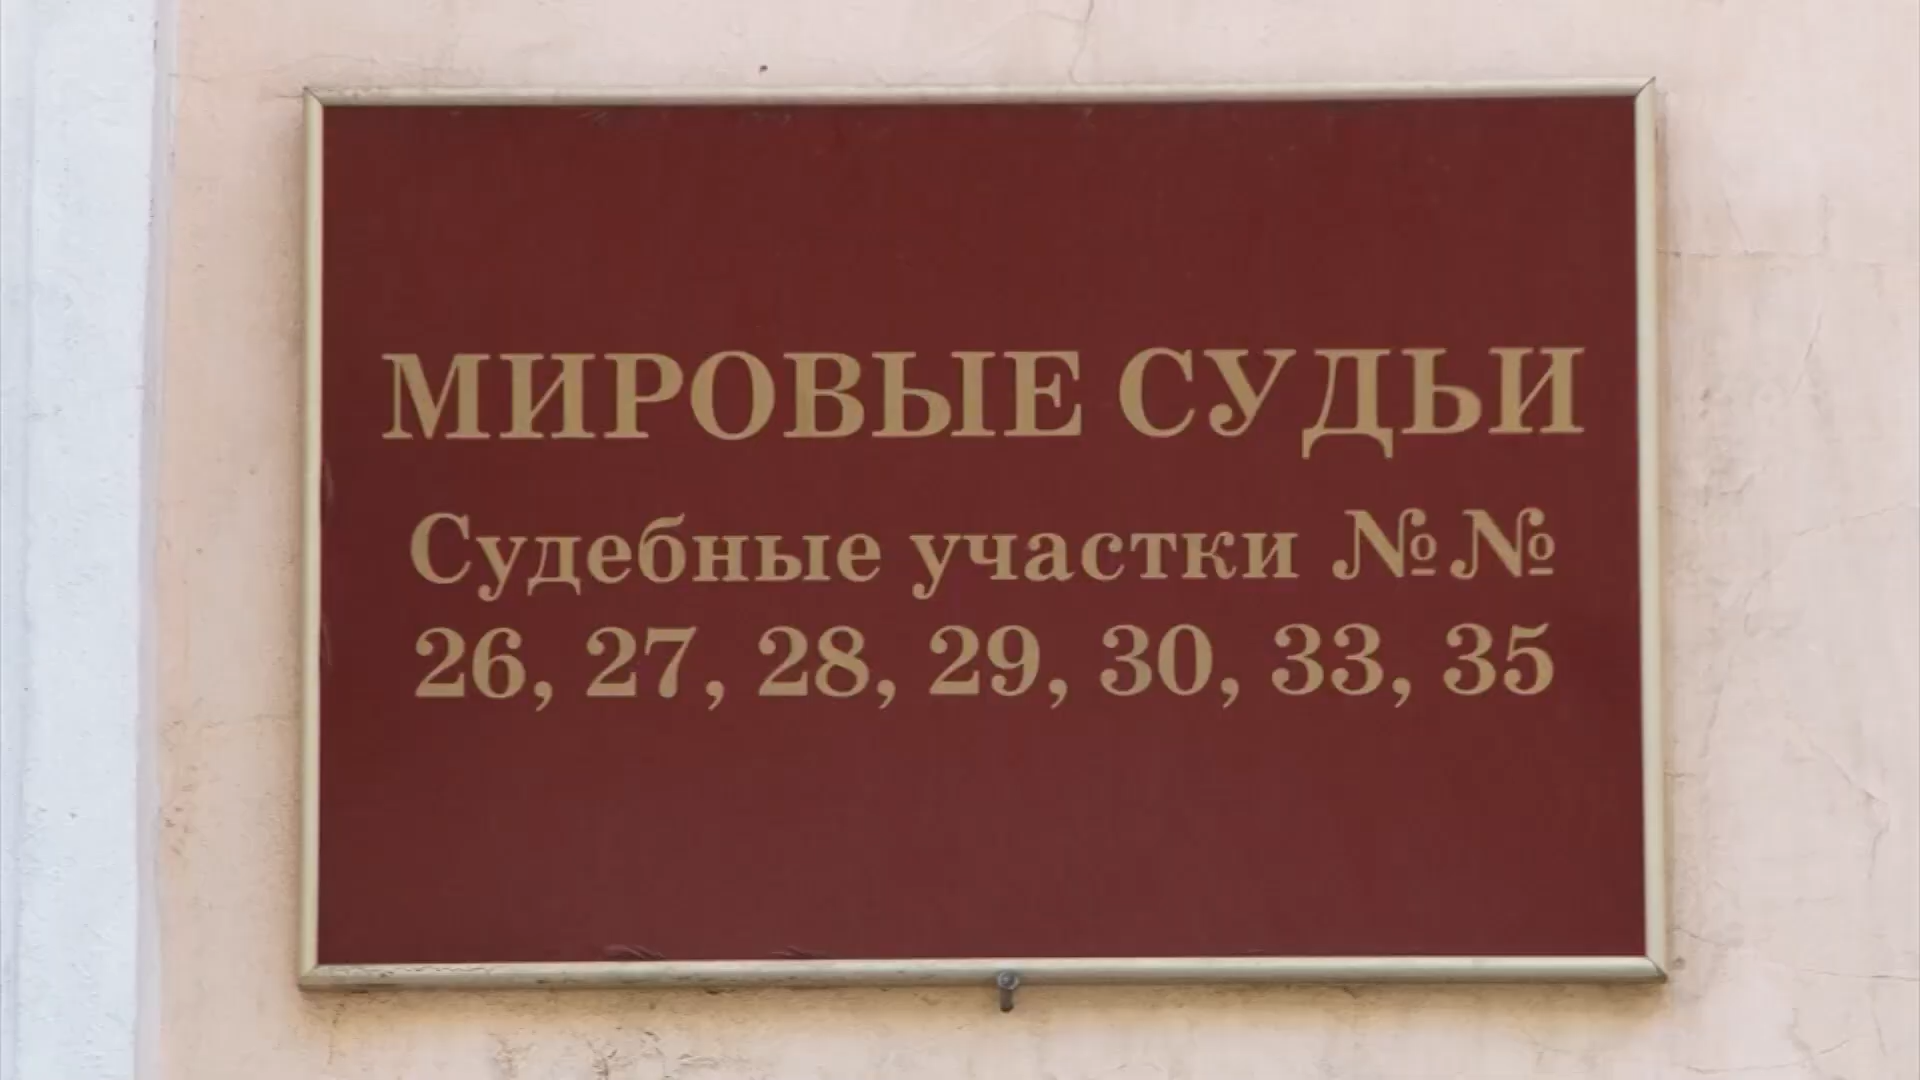 МИРОВЫЕ СУДЬИ
Судебные участки №№
26, 27, 28, 29, 30, 33, 35